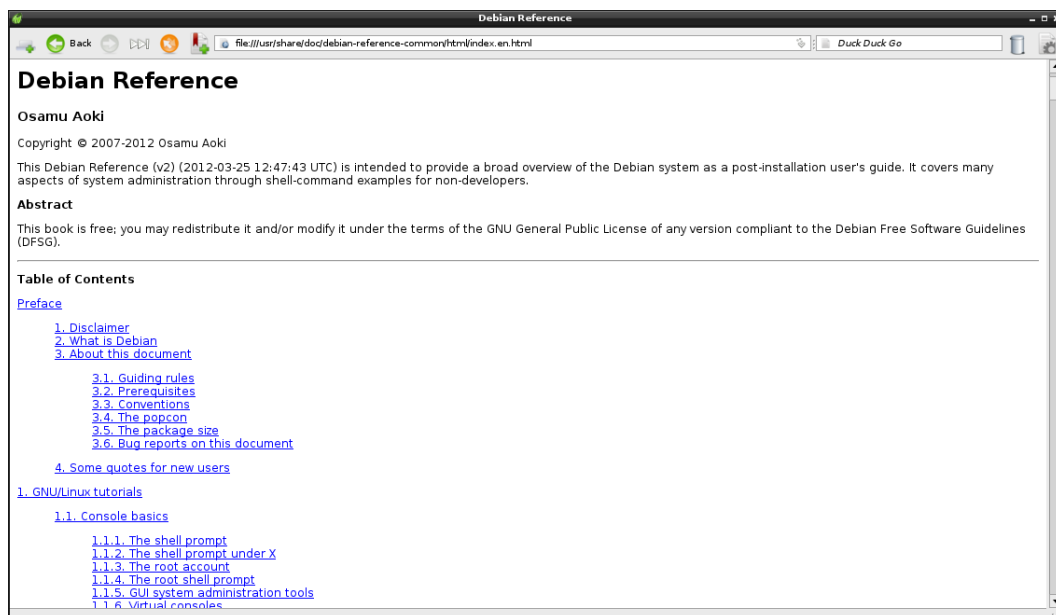 Debian Reference
Back
file:///usr/share/doc/debian-reference-common/html/index.en.html
Duck Duck Go
Debian Reference
Osamu Aoki
Copyright © 2007-2012 Osamu Aoki
This Debian Reference (v2) (2012-03-25 12:47:43 UTC) is intended to provide a broad overview of the Debian system as a post-installation user's guide. It covers many
aspects of system administration through shell-command examples for non-developers.
Abstract
This book is free; you may redistribute it and/or modify it under the terms of the GNU General Public License of any version compliant to the Debian Free Software Guidelines
(DFSG).
Table of Contents
Preface
1. Disclaimer
2. What is Debian
3. About this document
3.1. Guiding rules
3.2. Prerequisites
3.3. Conventions
3.4. The popcon
3.5. The package size
3.6. Bug reports on this document
4. Some quotes for new users
1. GNU/Linux tutorials
1.1. Console basics
1.1.1. The shell prompt
1.1.2. The shell prompt under X
1.1.3. The root account
1.1.4. The root shell prompt
1.1.5. GUI system administration tools
1.1.6. Virtual consoles